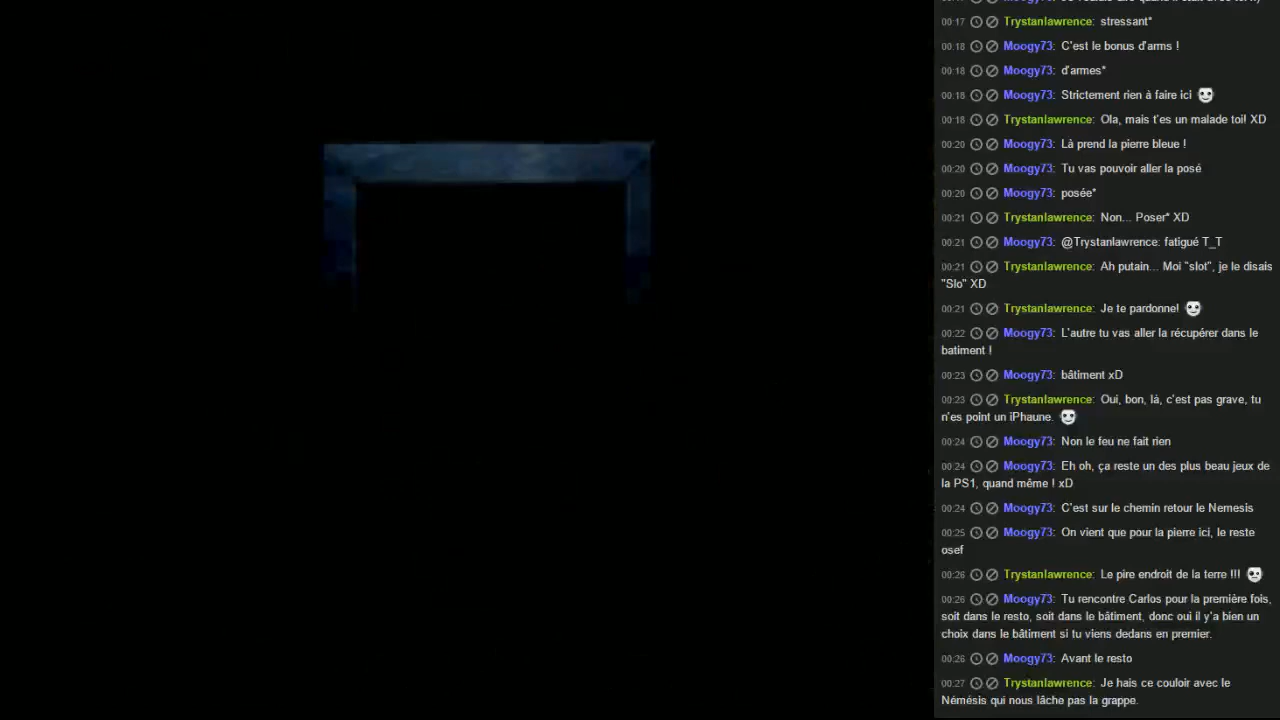 00:17 Trystanlawrence: stressant*
00:18 Moogy73: C'est le bonus d'arms !
00:18 Moogy73: d'armes*
00:18 Moogy73: Strictement rien à faire ici
00:18 Trystanlawrence: Ola, mais t'es un malade toi! XD
00:20 Moogy73: Là prend la pierre bleue !
00:20 Moogy73: Tu vas pouvoir aller la posé
00:20 Moogy73: posée*
00:21 Trystanlawrence: Non... Poser* XD
00:21 Moogy73: @Trystanlawrence: fatigué T_T
00:21 Trystanlawrence: Ah putain... Moi "slot", je le disais
"Slo" XD
00:21 Trystanlawrence: Je te pardonne!
00:22 Moogy73: L'autre tu vas aller la récupérer dans le
batiment !
00:23 Moogy73: bâtiment xD
00:23 Trystanlawrence: Oui, bon, là, c'est pas grave, tu
n'es point un iPhaune.
00:24 Moogy73: Non le feu ne fait rien
00:24 Moogy73: Eh oh, ça reste un des plus beau jeux de
la PS1, quand même ! xD
00:24 Moogy73: C'est sur le chemin retour le Nemesis
00:25 Moogy73: On vient que pour la pierre ici, le reste
osef
00:26 Trystanlawrence: Le pire endroit de la terre !!!
00:26 Moogy73: Tu rencontre Carlos pour la première fois,
soit dans le resto, soit dans le bâtiment, donc oui il y'a bien un
choix dans le bâtiment si tu viens dedans en premier.
00:26 Moogy73: Avant le resto
00:27 Trystanlawrence: Je hais ce couloir avec le
Némésis qui nous lâche pas la grappe.